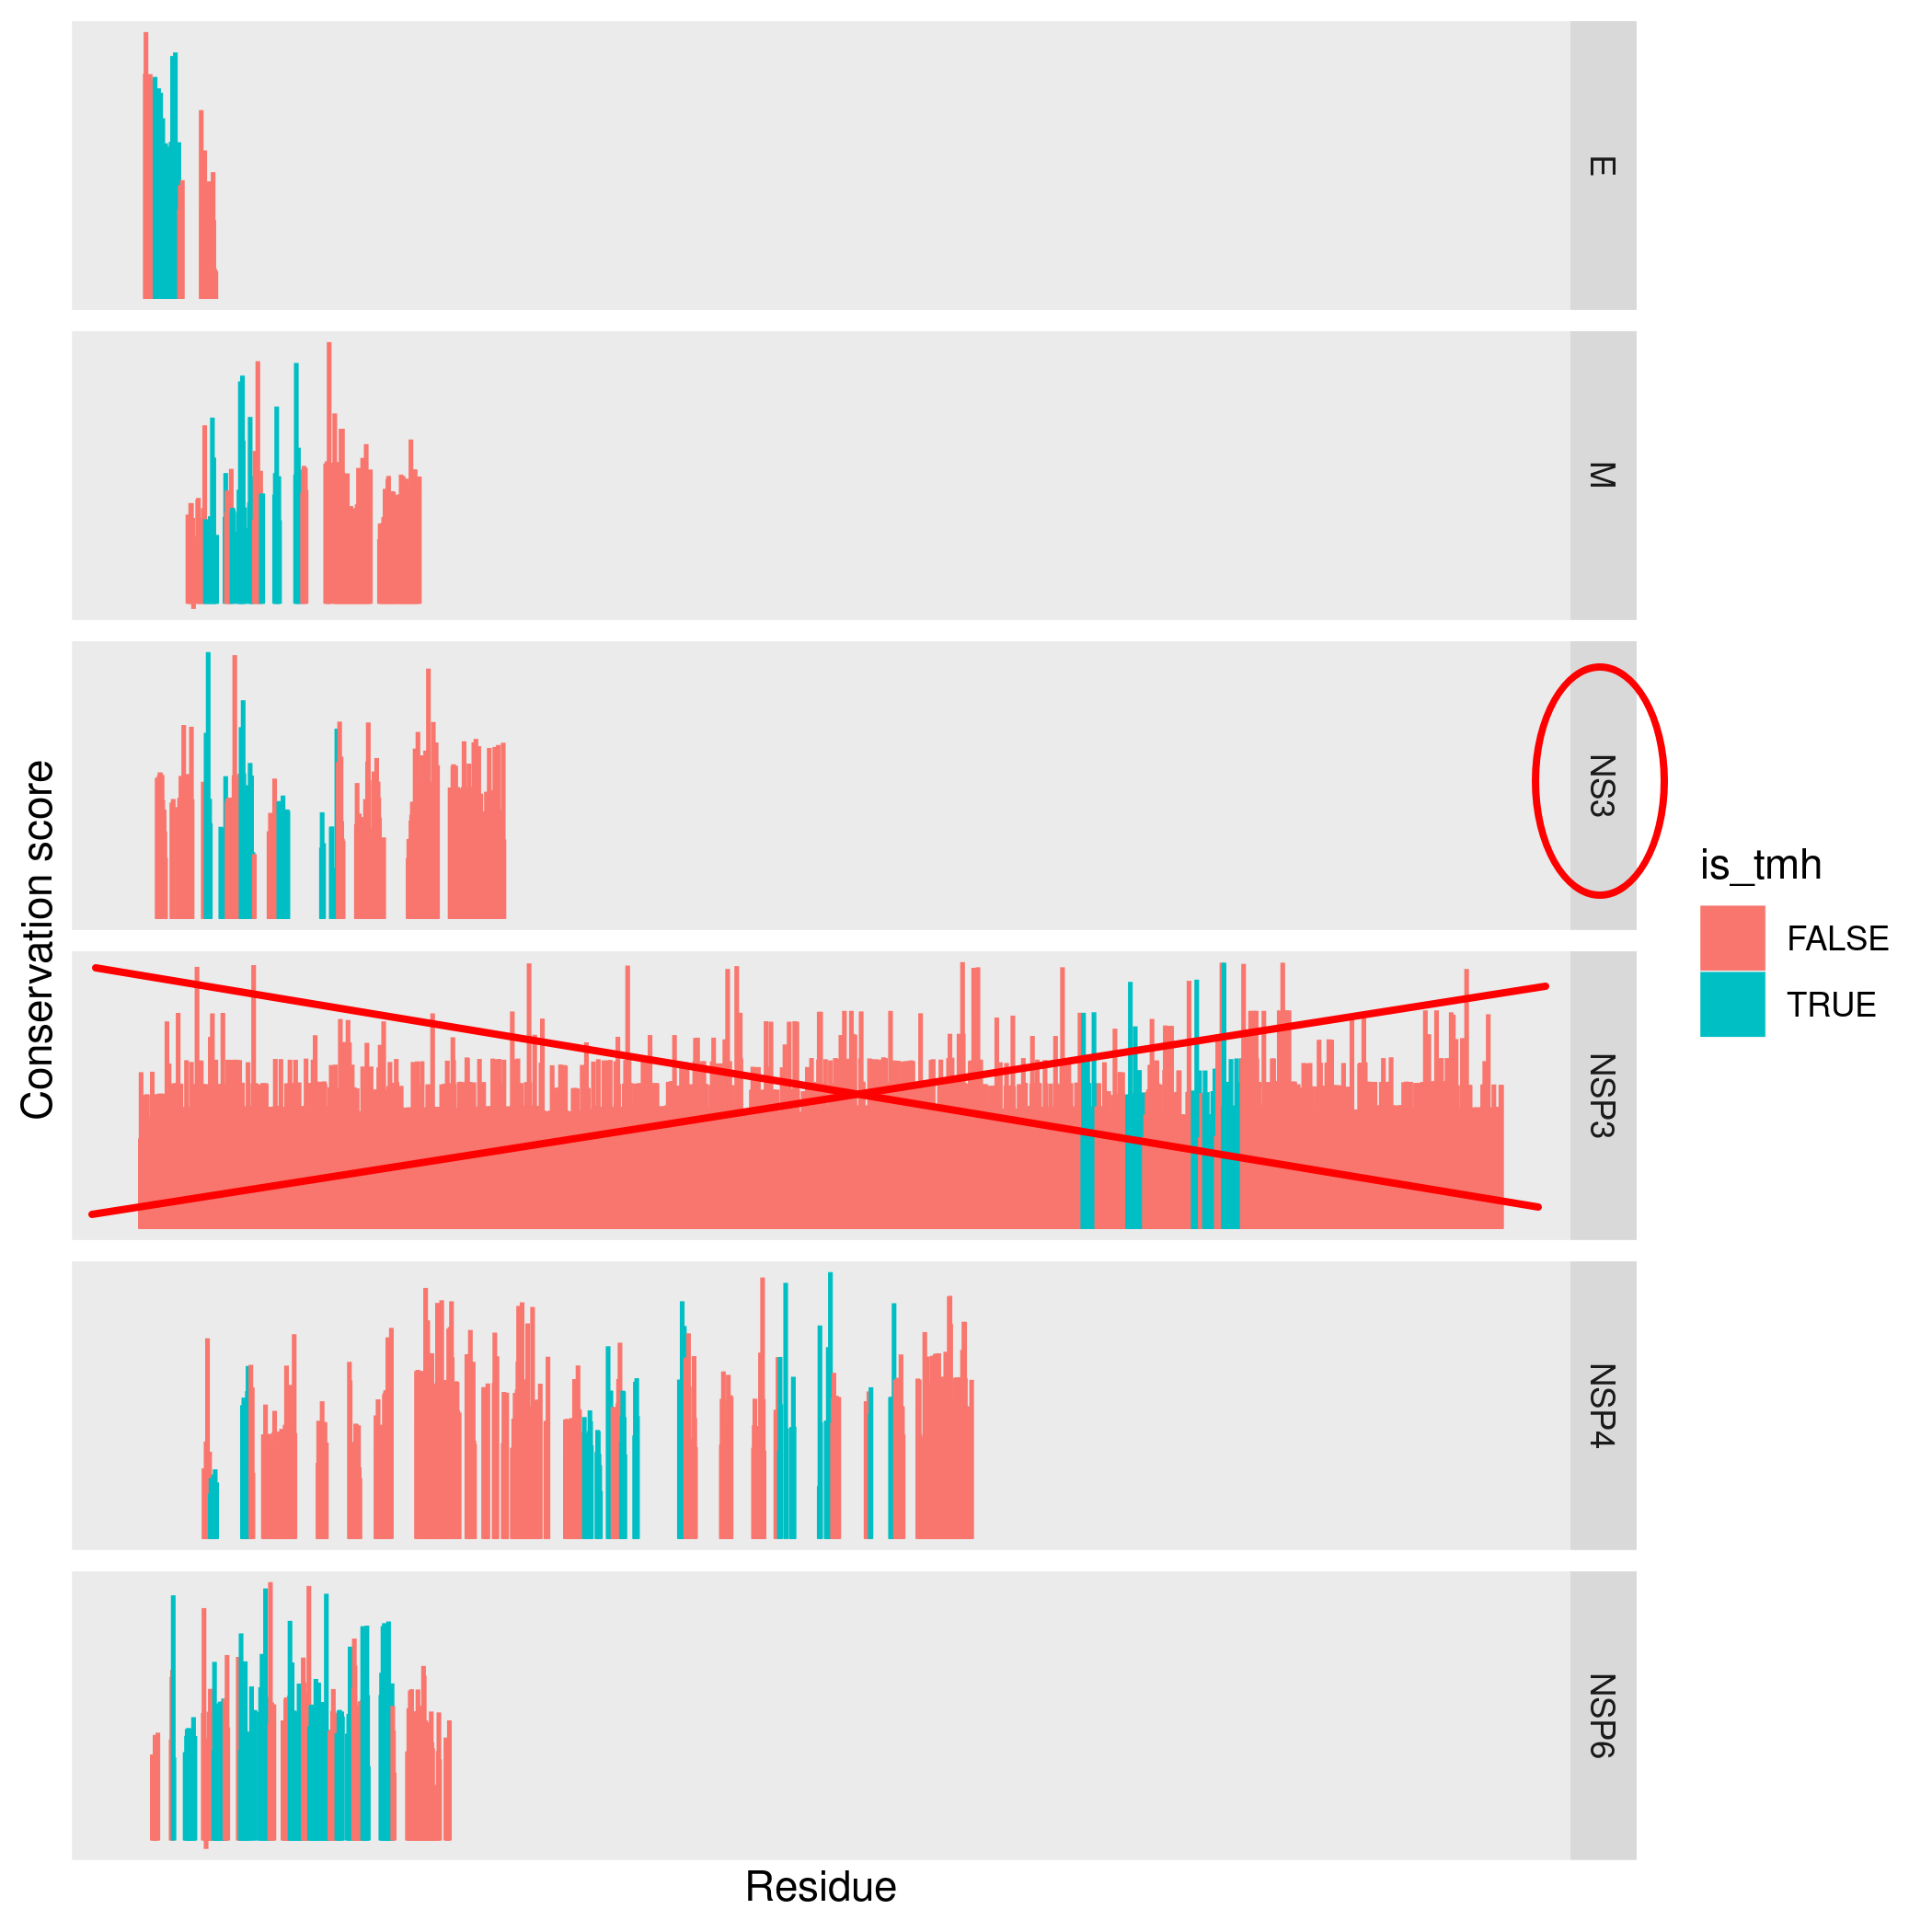 E
M
NS3
NSP3
NSP4
NSP6
Conservation score
Residue
is_tmh
FALSE
TRUE